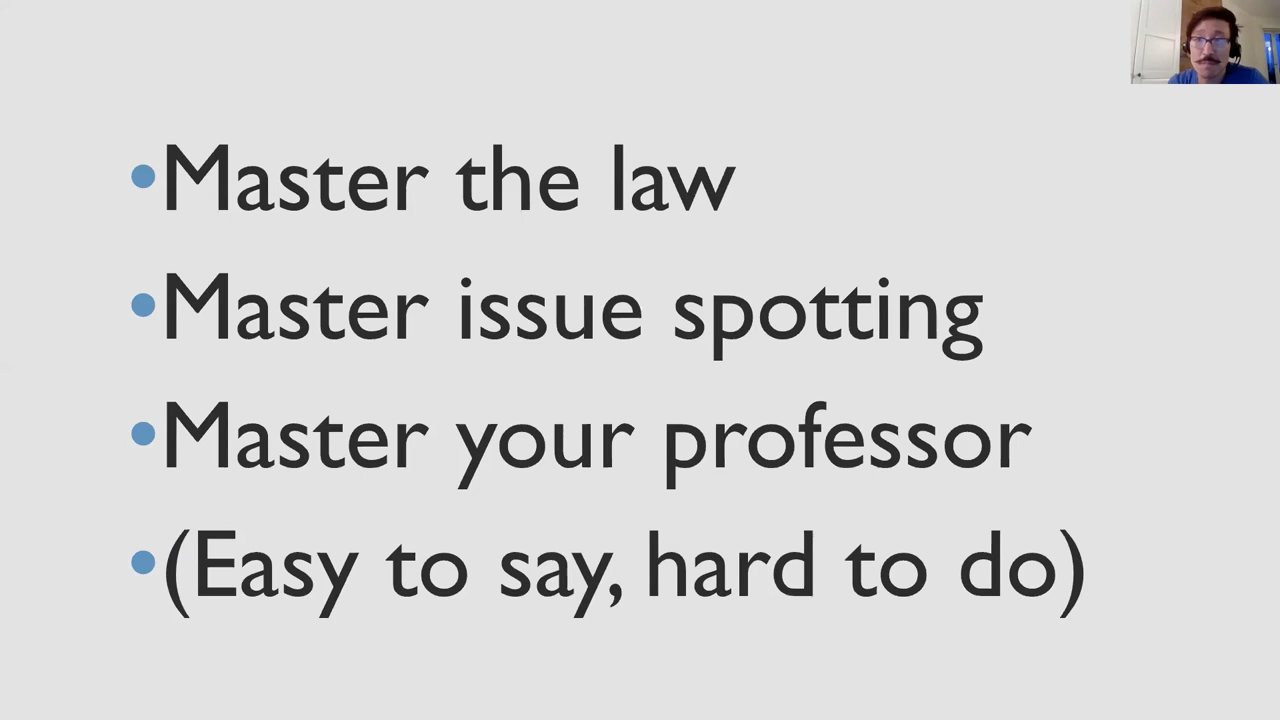 •Master the law
•Master issue spotting
•Master your professor
•(Easy to say, hard to do)